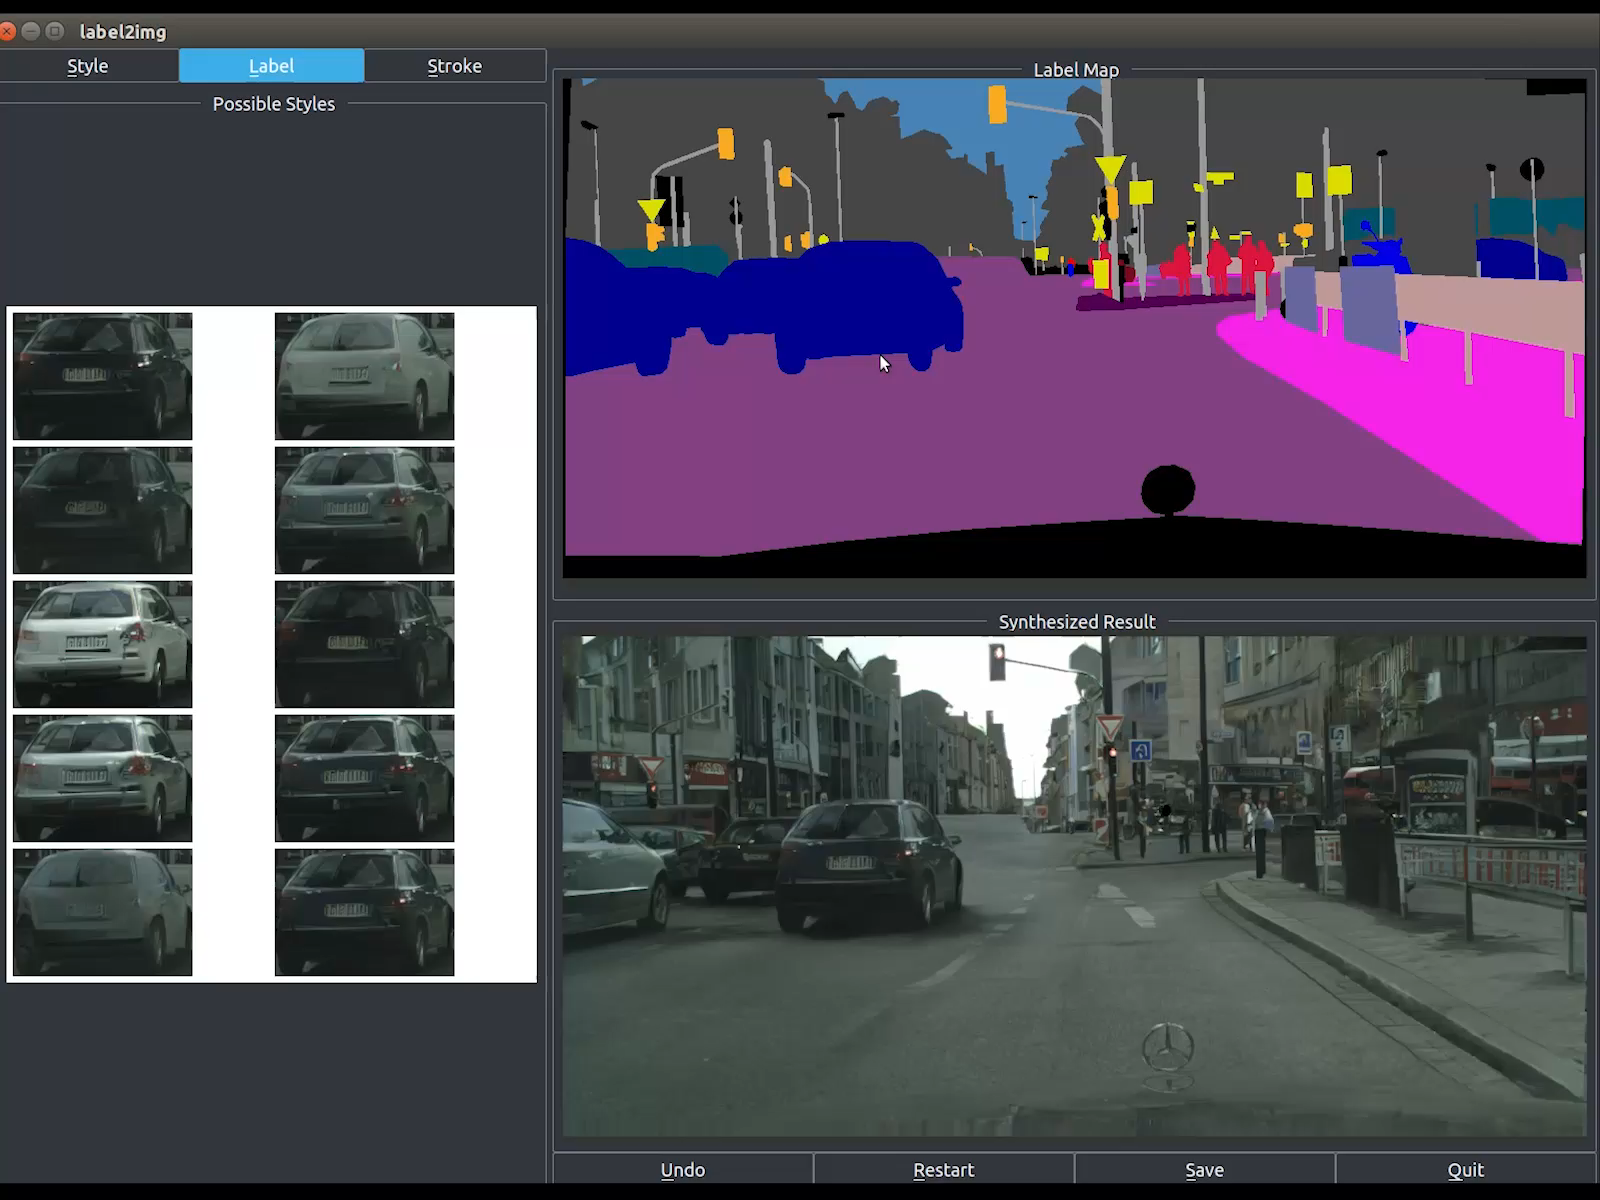 label2img
Style
Label
Stroke
Possible Styles
Label Map
Synthesized Result
Undo
Restart
Save
Quit